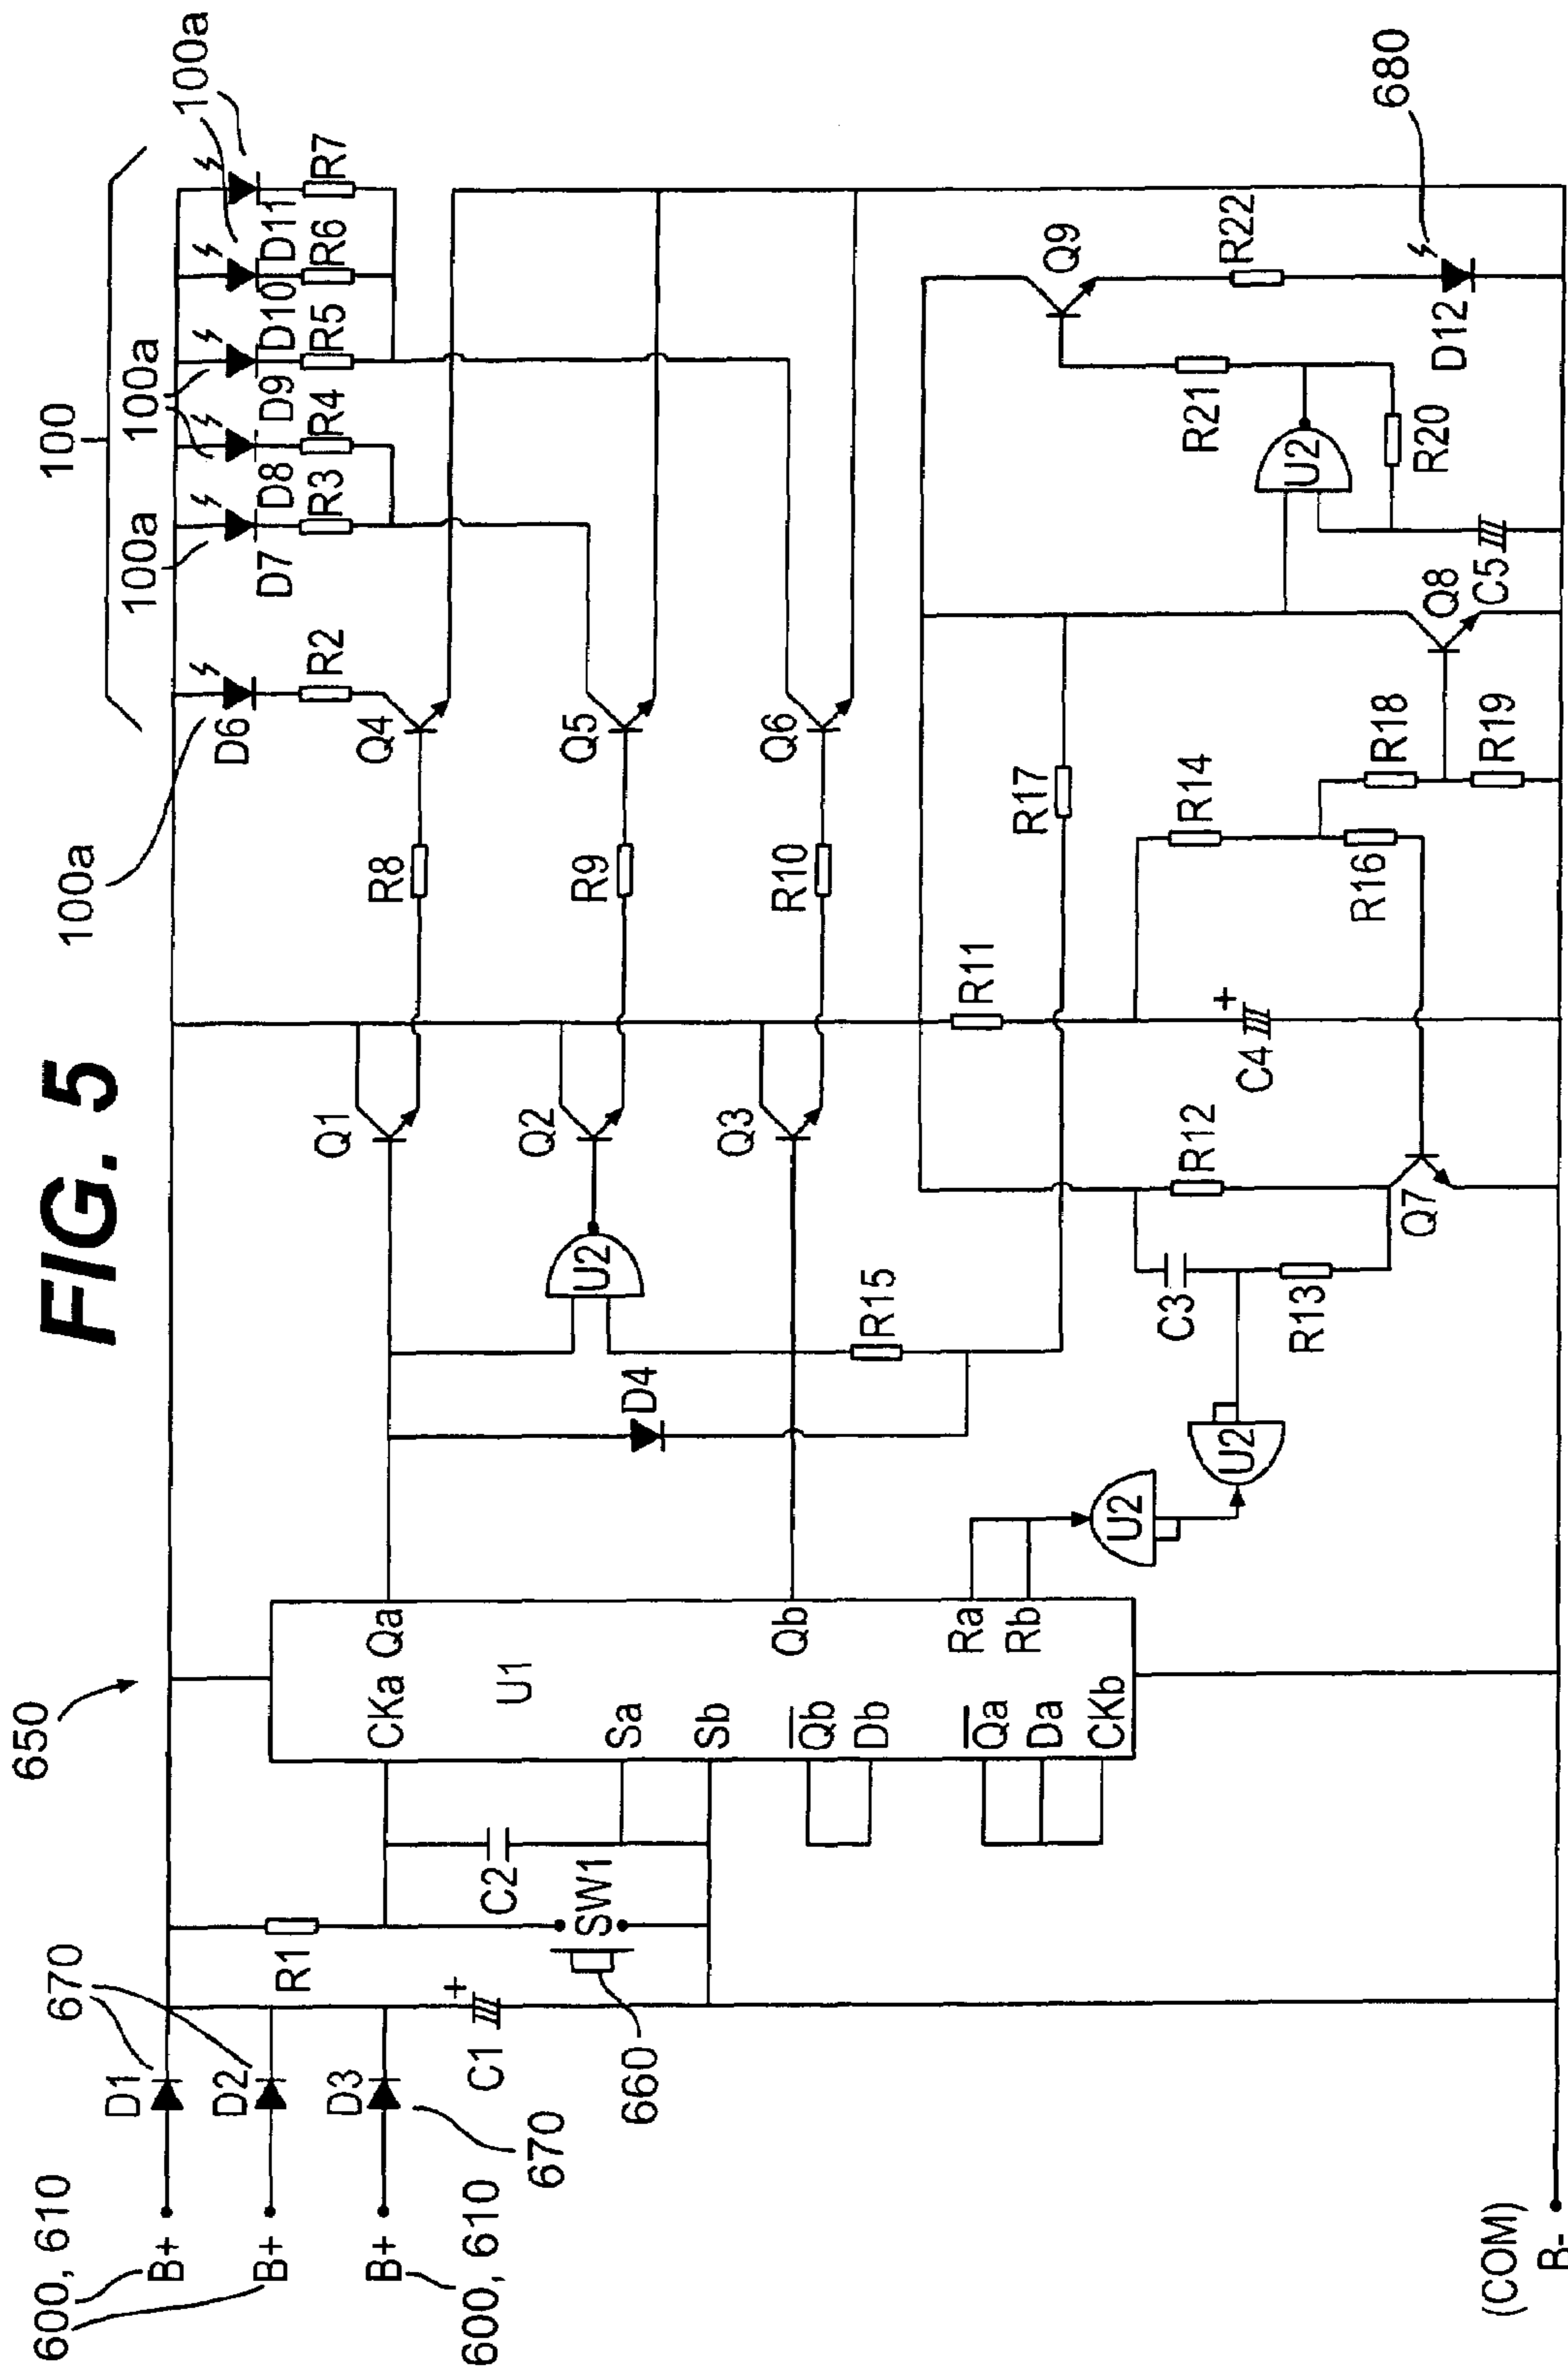 FIG. 5
650
100
100a
100a
100a
100a
600, 610
B+
B+
B+
600, 610
D1
D2
D3
670
670
R1
C1
+
C2
SW1
660
U1
CKa
Qa
Sa
Sb
Qb
Qb
Db
Qa
Da
CKb
Ra
Rb
D4
U2
R15
U2
U2
Q1
Q2
Q3
R8
R9
R10
Q4
Q5
Q6
D6
R2
D7
R3
D8
R4
D9
R5
D10
R6
D11
R7
R11
R17
C3
R12
R13
Q7
C4
+
R14
R16
R18
R19
Q8
C5
U2
R20
R21
Q9
R22
D12
680
(COM)
B-